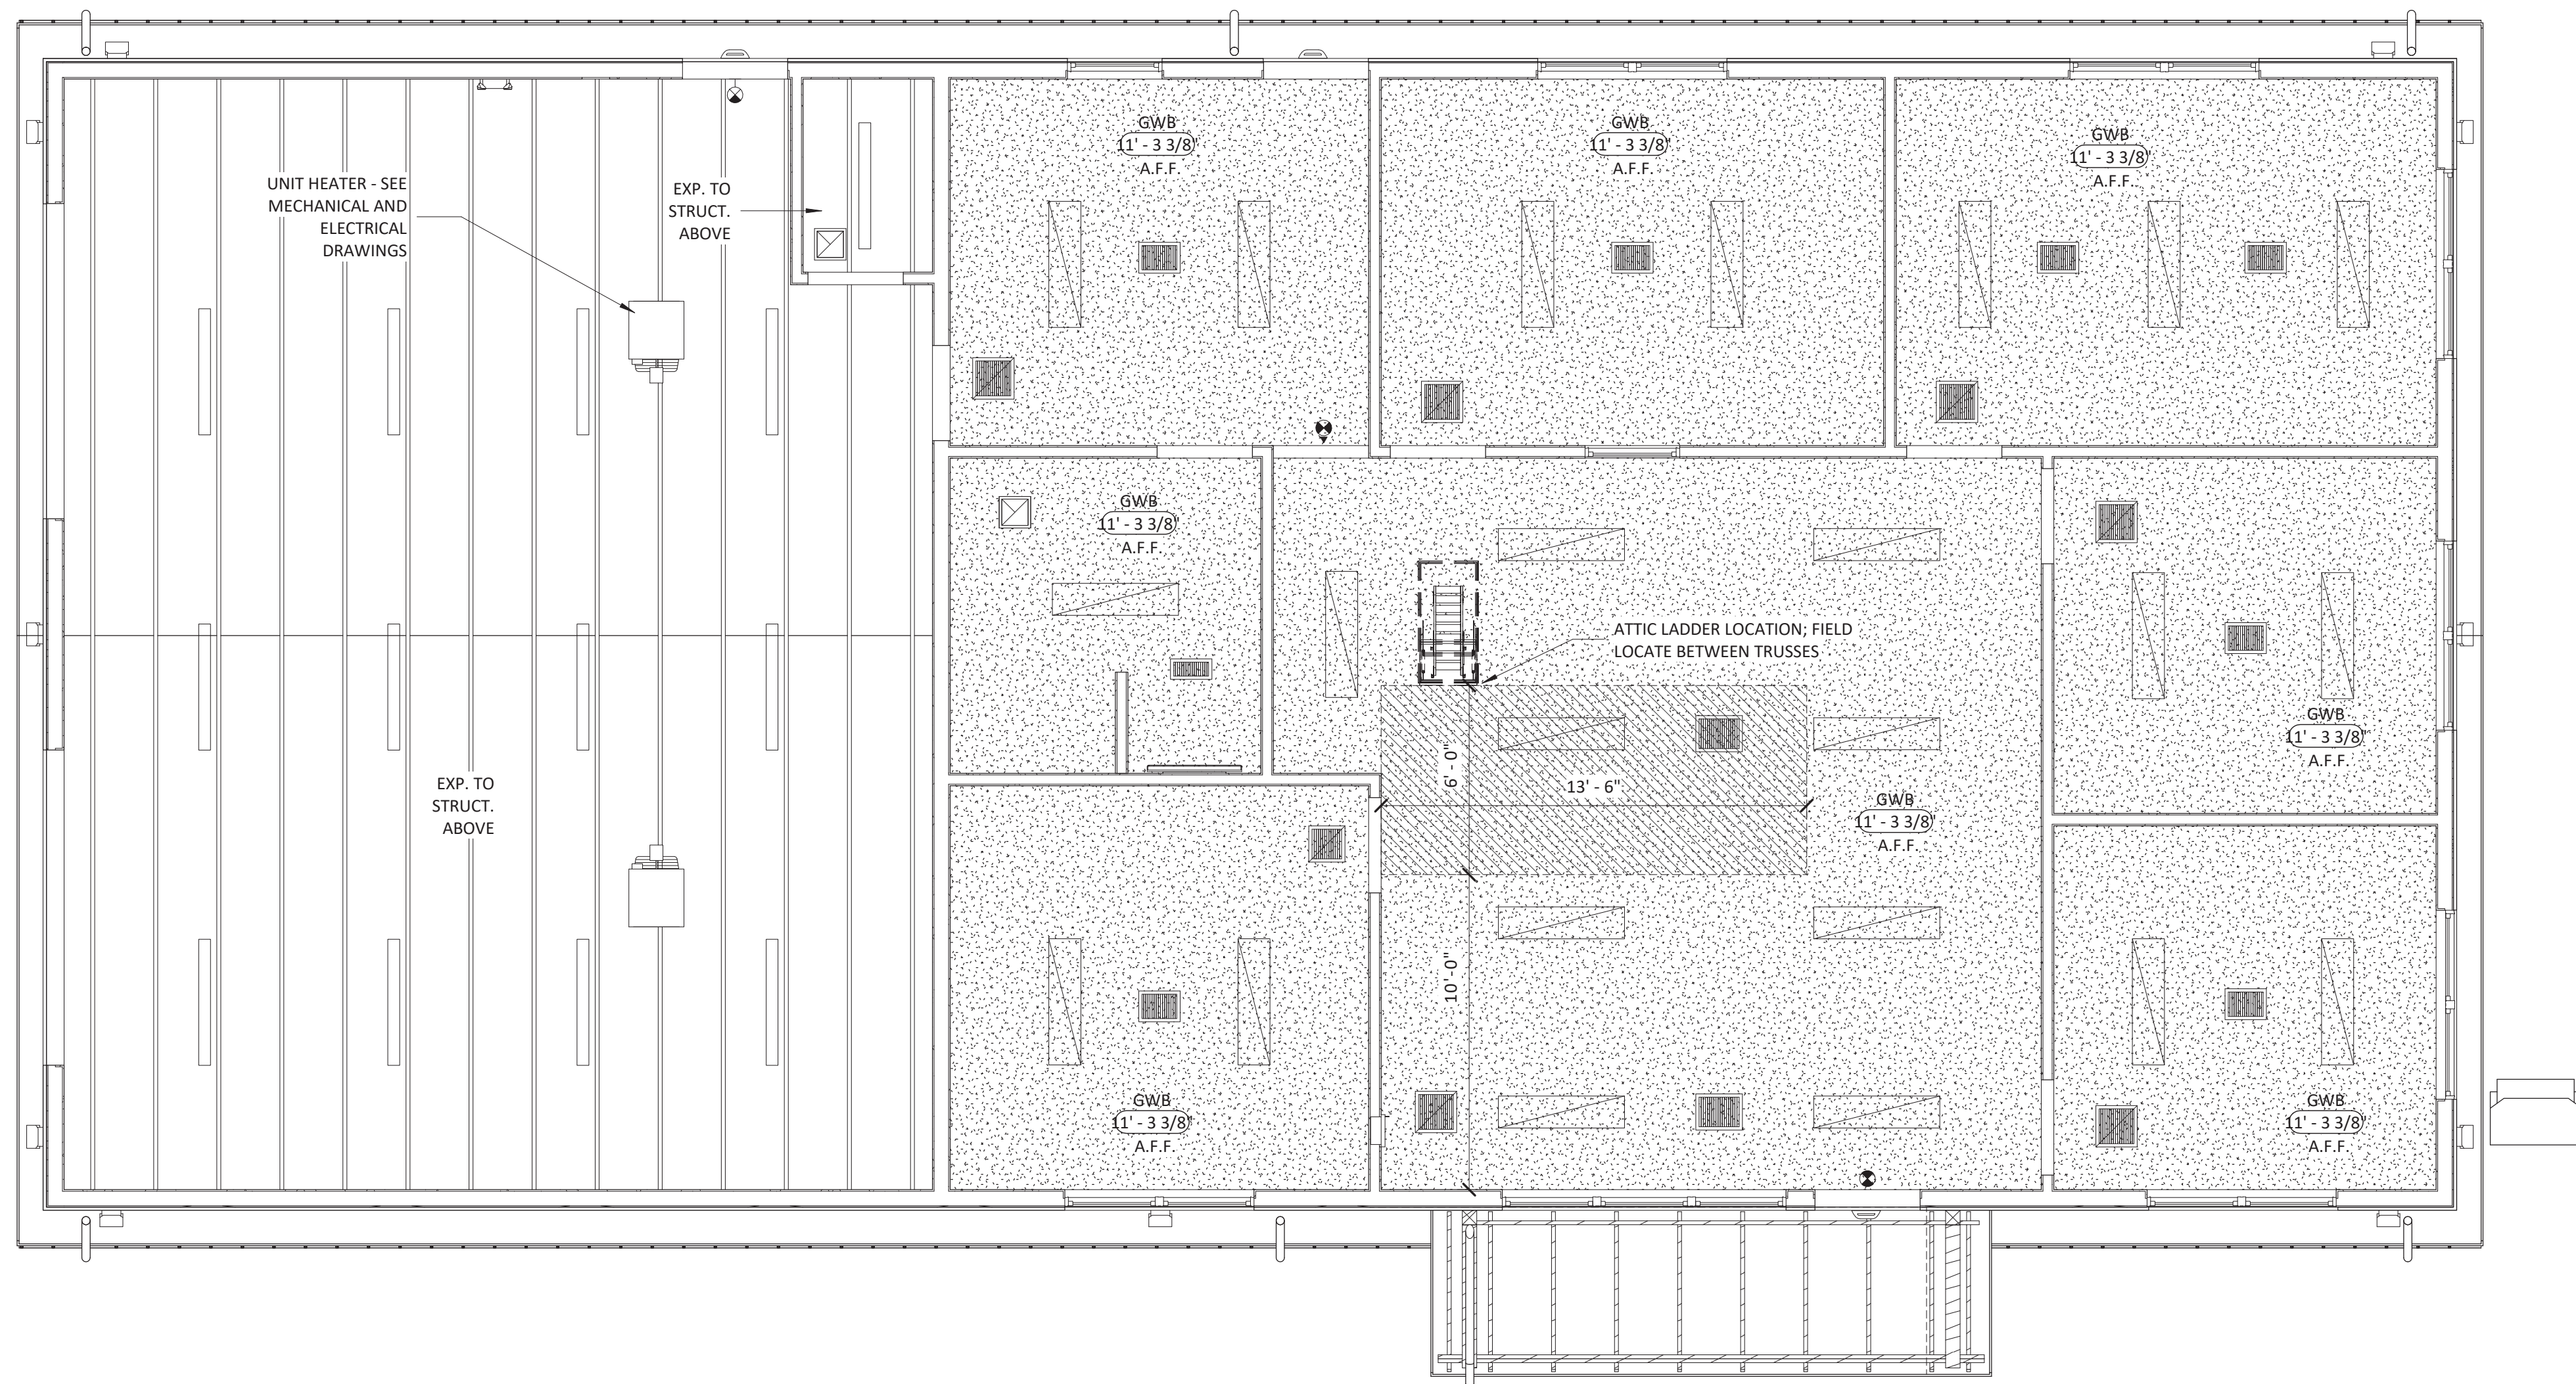 GWB
11' - 3 3/8"
A.F.F.
GWB
11' - 3 3/8"
A.F.F.
GWB
11' - 3 3/8"
A.F.F.
UNIT HEATER - SEE
MECHANICAL AND
ELECTRICAL
DRAWINGS
EXP. TO
STRUCT.
ABOVE
GWB
11' - 3 3/8"
A.F.F.
ATTIC LADDER LOCATION; FIELD
LOCATE BETWEEN TRUSSES
GWB
11' - 3 3/8"
A.F.F.
6' - 0"
13' - 6"
EXP. TO
STRUCT.
ABOVE
GWB
11' - 3 3/8"
A.F.F.
10' - 0"
GWB
11' - 3 3/8"
A.F.F.
GWB
11' - 3 3/8"
A.F.F.